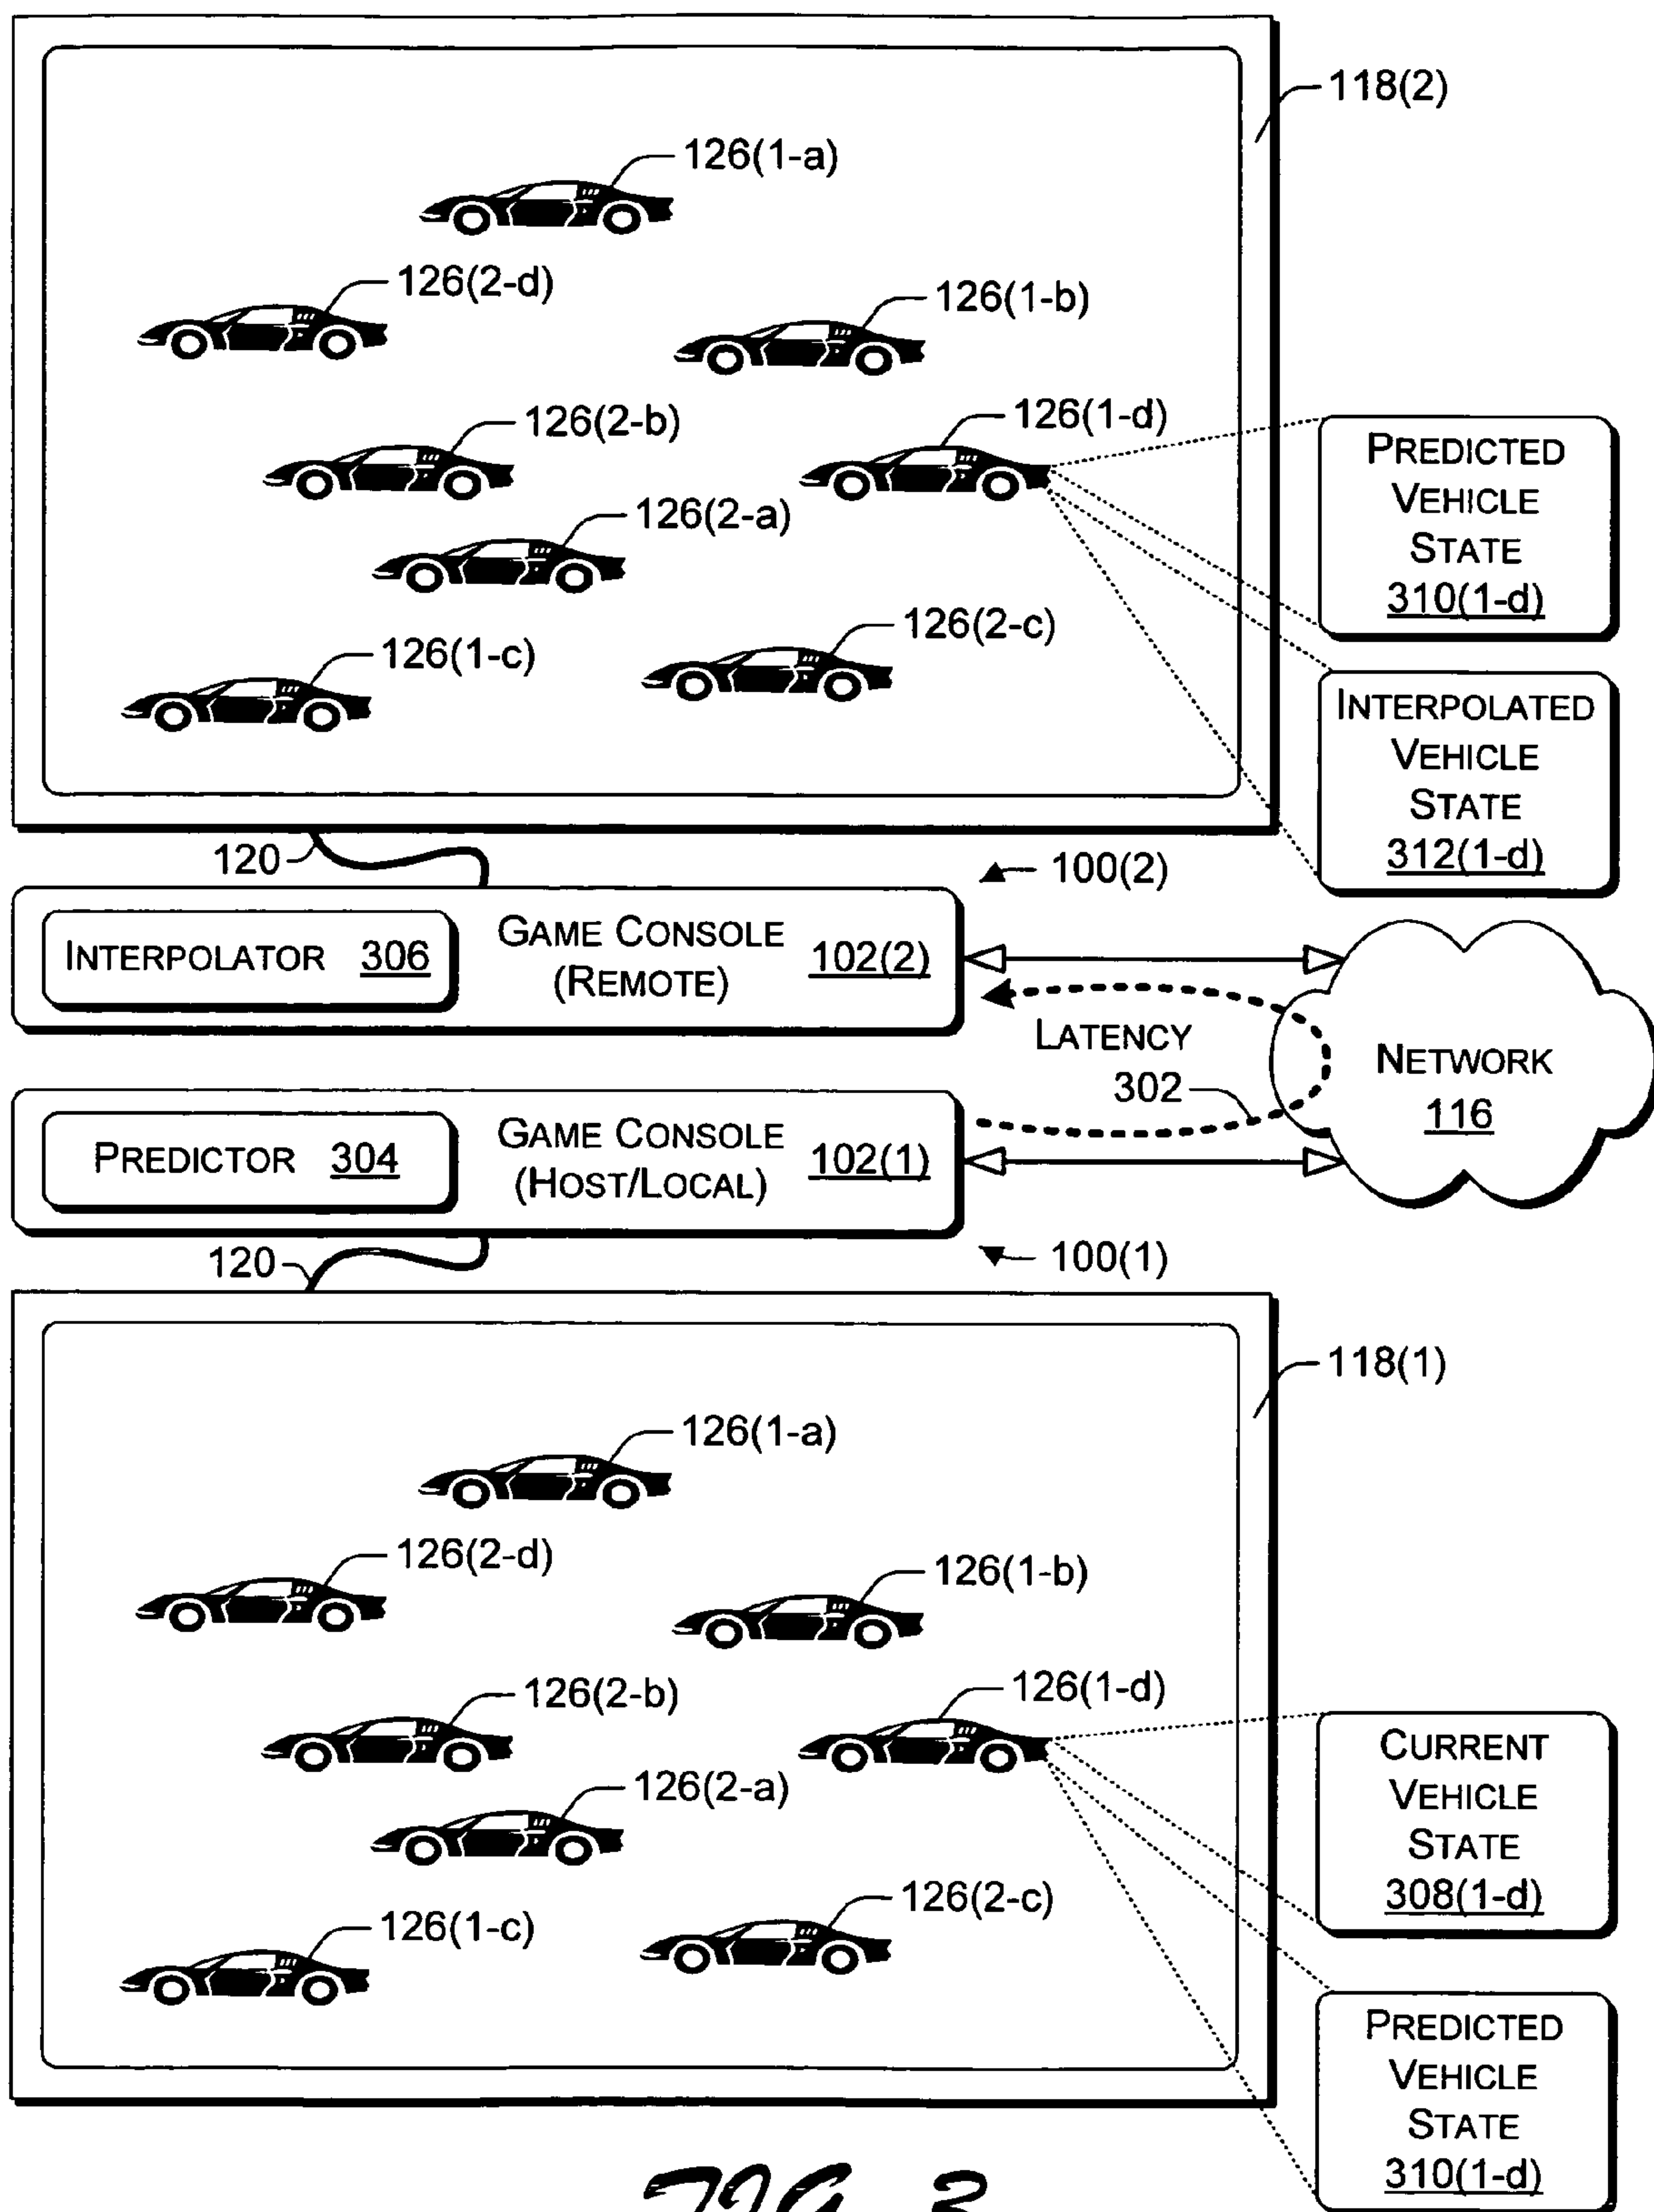 118(2)
126(1-a)
126(2-d)
126(1-b)
126(2-b)
126(1-d)
126(2-a)
126(2-c)
126(1-c)
PREDICTED
VEHICLE
STATE
310(1-d)
INTERPOLATED
VEHICLE
STATE
312(1-d)
120
100(2)
INTERPOLATOR 306
GAME CONSOLE
(REMOTE)
102(2)
LATENCY
302
NETWORK
116
PREDICTOR 304
GAME CONSOLE
(HOST/LOCAL)
102(1)
120
100(1)
118(1)
126(1-a)
126(2-d)
126(1-b)
126(2-b)
126(1-d)
126(2-a)
126(2-c)
126(1-c)
CURRENT
VEHICLE
STATE
308(1-d)
PREDICTED
VEHICLE
STATE
310(1-d)
FIG. 3